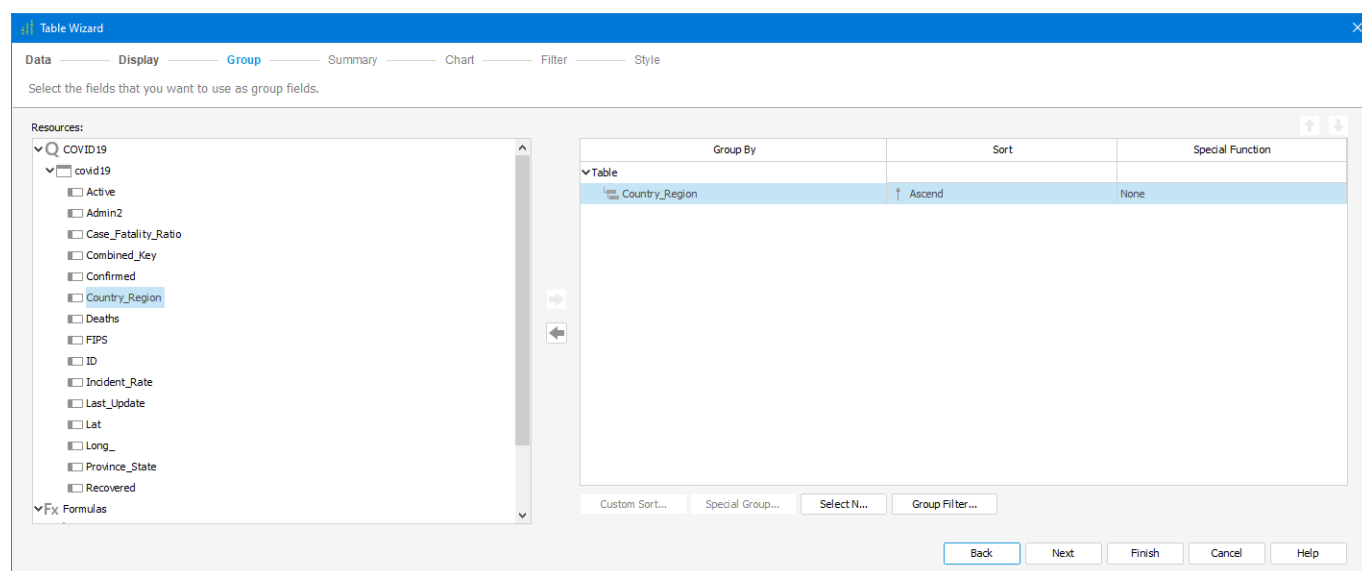 Table Wizard
Data Display Group Summary Chart Filter Style
Select the fields that you want to use as group fields.
Resources:
COVID19
covid19
Active
Admin2
Case_Fatality_Ratio
Combined_Key
Confirmed
Country_Region
Deaths
FIPS
ID
Incident_Rate
Last_Update
Lat
Long_
Province_State
Recovered
Fx Formulas
Group By Sort Special Function
Table
Country_Region Ascend None
Custom Sort... Special Group... Select N... Group Filter...
Back Next Finish Cancel Help